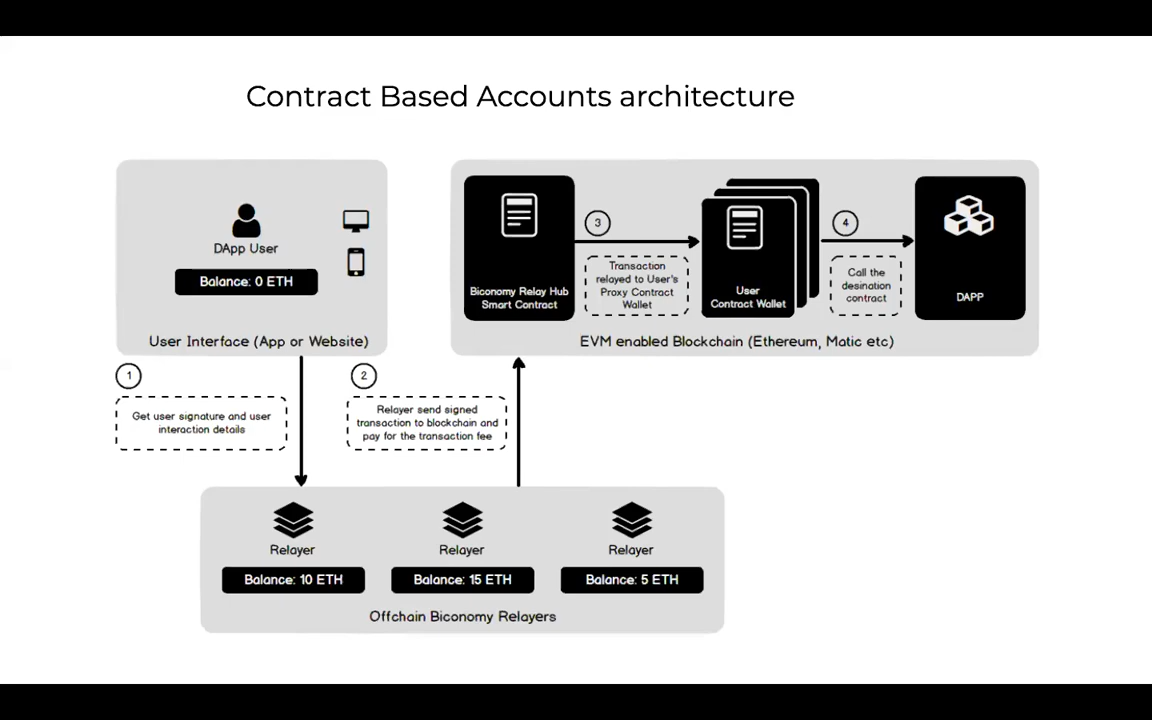 Contract Based Accounts architecture
DApp User
Balance: 0 ETH
User Interface (App or Website)
Biconomy Relay Hub
Smart Contract
3
Transaction
relayed to User's
Proxy Contract
Wallet
User
Contract Wallet
4
Call the
desination
contract
DAPP
EVM enabled Blockchain (Ethereum, Matic etc)
1
Get user signature and user
interaction details
2
Relayer send signed
transaction to blockchain and
pay for the transaction fee
Relayer
Balance: 10 ETH
Relayer
Balance: 15 ETH
Relayer
Balance: 5 ETH
Offchain Biconomy Relayers